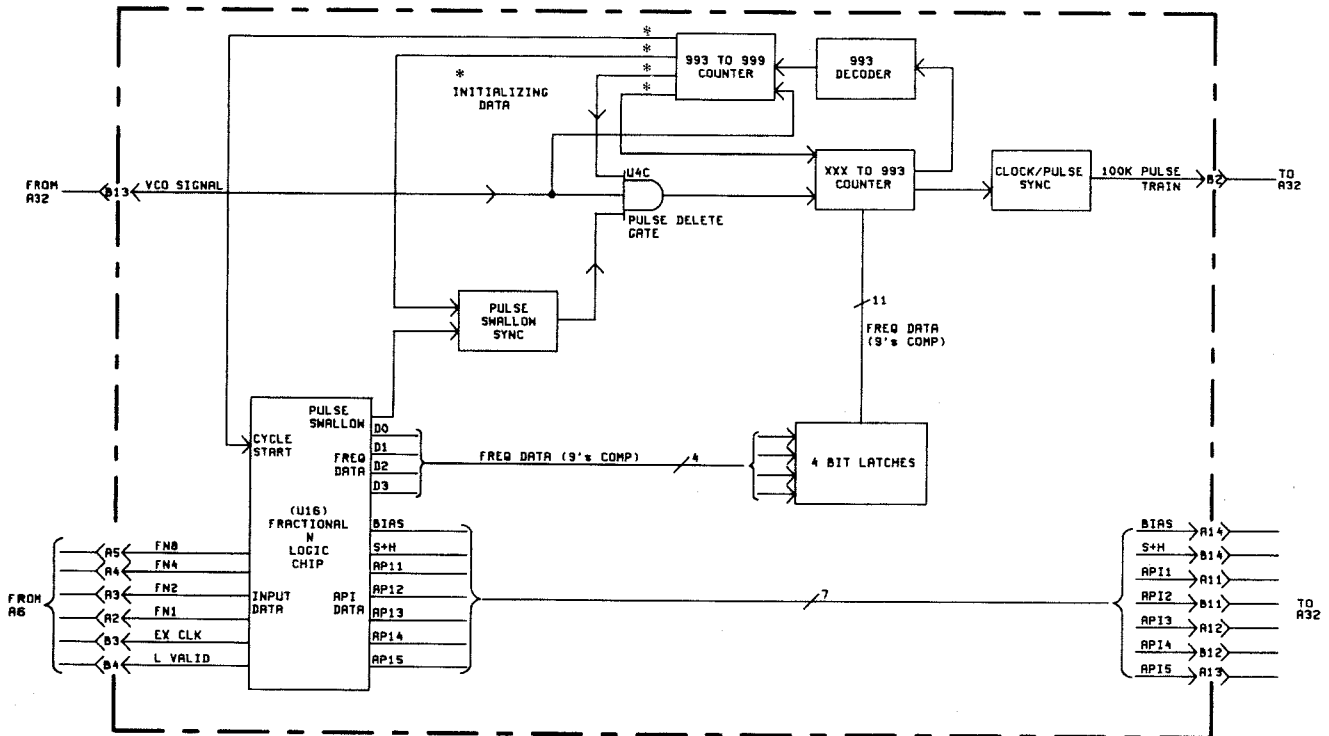 *
*
*
*
993 TO 999
COUNTER
993
DECODER
*
INITIALIZING
DATA
FROM
A32
B13
VCO SIGNAL
U4C
PULSE DELETE
GATE
XXX TO 993
COUNTER
CLOCK/PULSE
SYNC
100K PULSE
TRAIN
B2
TO
A32
PULSE
SWALLOW
SYNC
11
FREQ DATA
(9's COMP)
PULSE
SWALLOW
CYCLE
START
FREQ
DATA
D0
D1
D2
D3
FREQ DATA (9's COMP)
4
4 BIT LATCHES
(U16)
FRACTIONAL
N
LOGIC
CHIP
INPUT
DATA
API
DATA
BIAS
S+H
AP11
AP12
AP13
AP14
AP15
7
FROM
A6
A5
FN8
A4
FN4
A3
FN2
A2
FN1
B3
EX CLK
B4
L VALID
BIAS
A14
S+H
B14
API1
A11
API2
B11
API3
A12
API4
B12
API5
A13
TO
A32